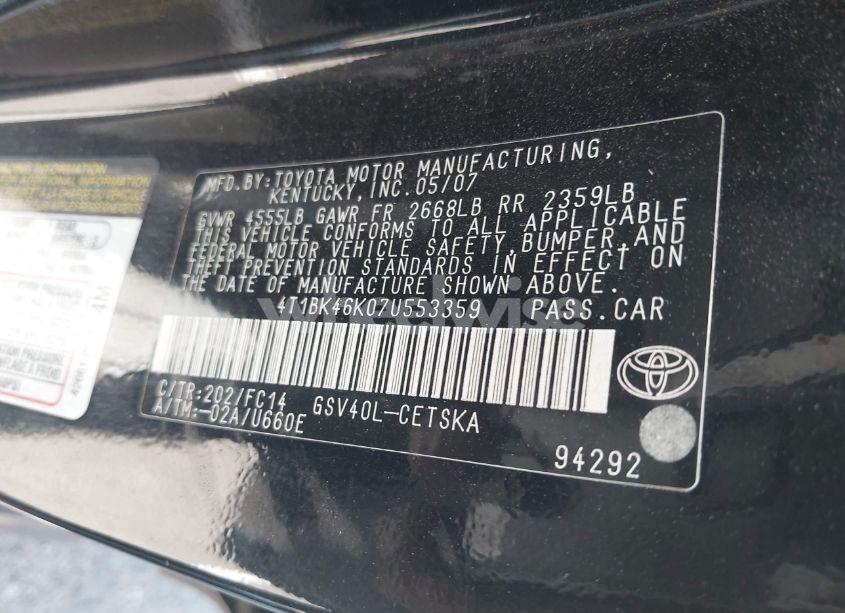 MFD.BY:TOYOTA MOTOR MANUFACTURING,
KENTUCKY, INC.05/07
GVWR 4555LB GAWR FR 2668LB RR 2359LB
THIS VEHICLE CONFORMS TO ALL APPLICABLE
FEDERAL MOTOR VEHICLE SAFETY, BUMPER, AND
THEFT PREVENTION STANDARDS IN EFFECT ON
THE DATE OF MANUFACTURE SHOWN ABOVE.
4T1BK46K07U553359 PASS.CAR
C/TR:202/FC14 GSV40L-CETSKA
A/TM:-02A/U660E
94292
4M